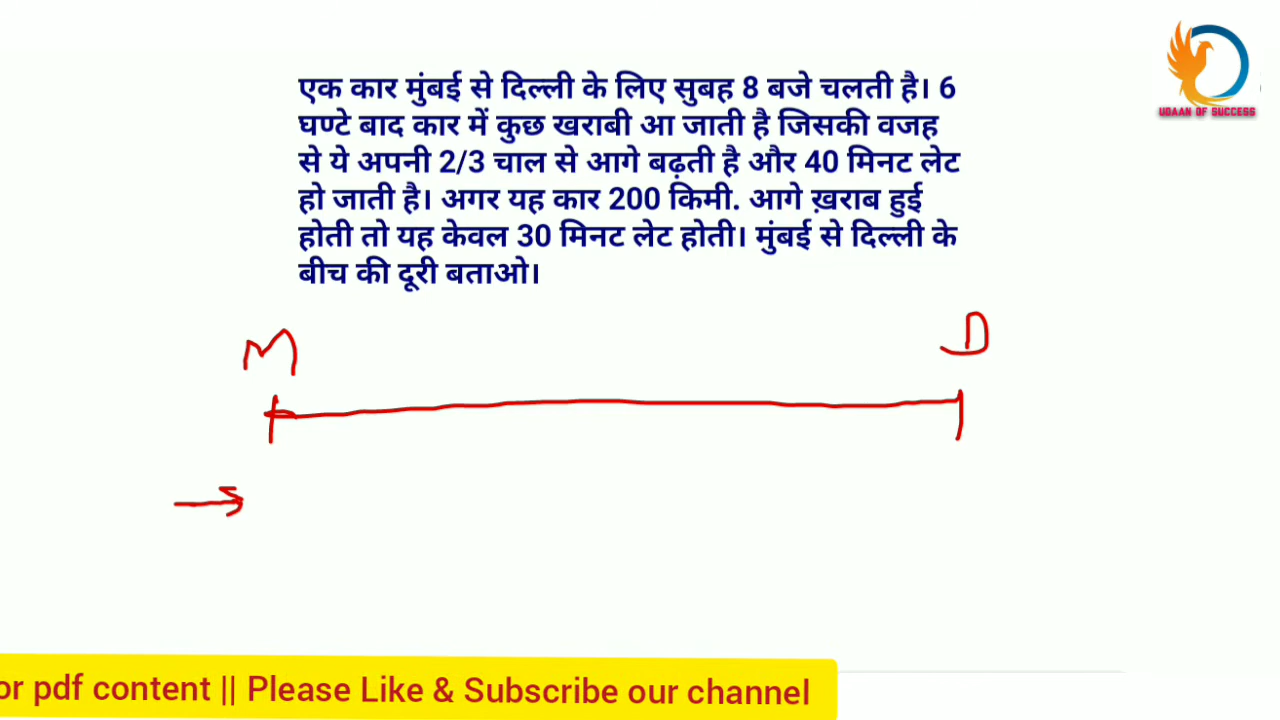 एक कार मुंबई से दिल्ली के लिए सुबह 8 बजे चलती है। 6
घण्टे बाद कार में कुछ खराबी आ जाती है जिसकी वजह
से ये अपनी 2/3 चाल से आगे बढ़ती है और 40 मिनट लेट
हो जाती है। अगर यह कार 200 किमी. आगे ख़राब हुई
होती तो यह केवल 30 मिनट लेट होती। मुंबई से दिल्ली के
बीच की दूरी बताओ।
UDAAN OF SUCCESS
M
D
or pdf content || Please Like & Subscribe our channel